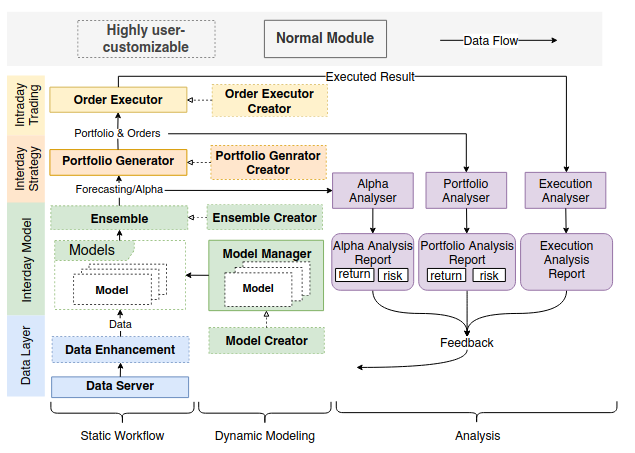 Highly user-
customizable
Normal Module
Data Flow
Intraday
Trading
Interday
Strategy
Interday Model
Data Layer
Executed Result
Order Executor
Order Executor
Creator
Portfolio & Orders
Portfolio Generator
Portfolio Genrator
Creator
Forecasting/Alpha
Alpha
Analyser
Portfolio
Analyser
Execution
Analyser
Ensemble
Ensemble Creator
Models
Model
Model Manager
Model
Alpha Analysis
Report
return
risk
Portfolio Analysis
Report
return
risk
Execution
Analysis
Report
Data
Data Enhancement
Model Creator
Feedback
Data Server
Static Workflow
Dynamic Modeling
Analysis